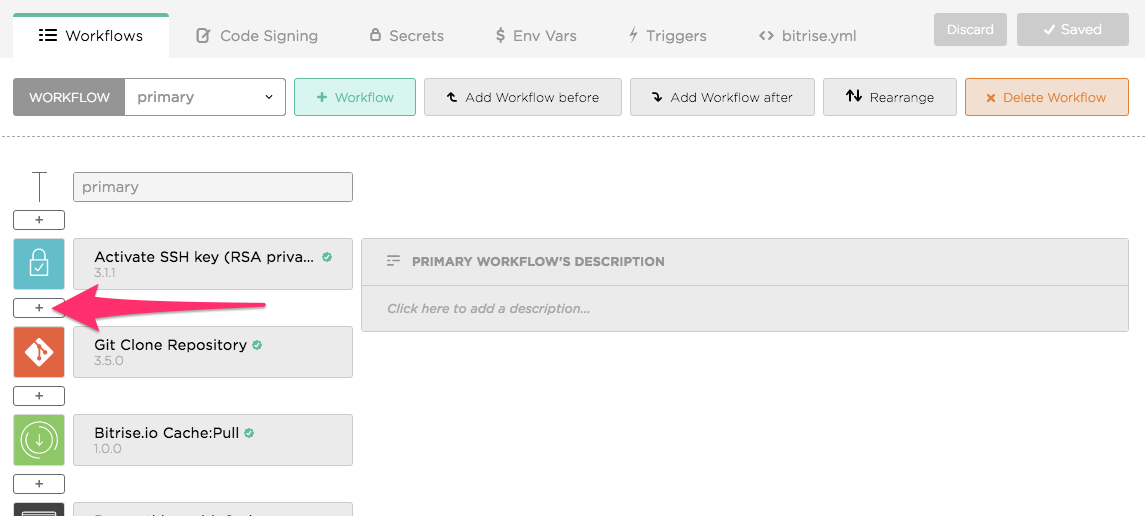 Workflows
Code Signing
Secrets
$ Env Vars
Triggers
<> bitrise.yml
Discard
Saved
WORKFLOW
primary
+ Workflow
Add Workflow before
Add Workflow after
Rearrange
× Delete Workflow
primary
+
Activate SSH key (RSA priva...
3.1.1
PRIMARY WORKFLOW'S DESCRIPTION
Click here to add a description...
+
Git Clone Repository
3.5.0
+
Bitrise.io Cache:Pull
1.0.0
+